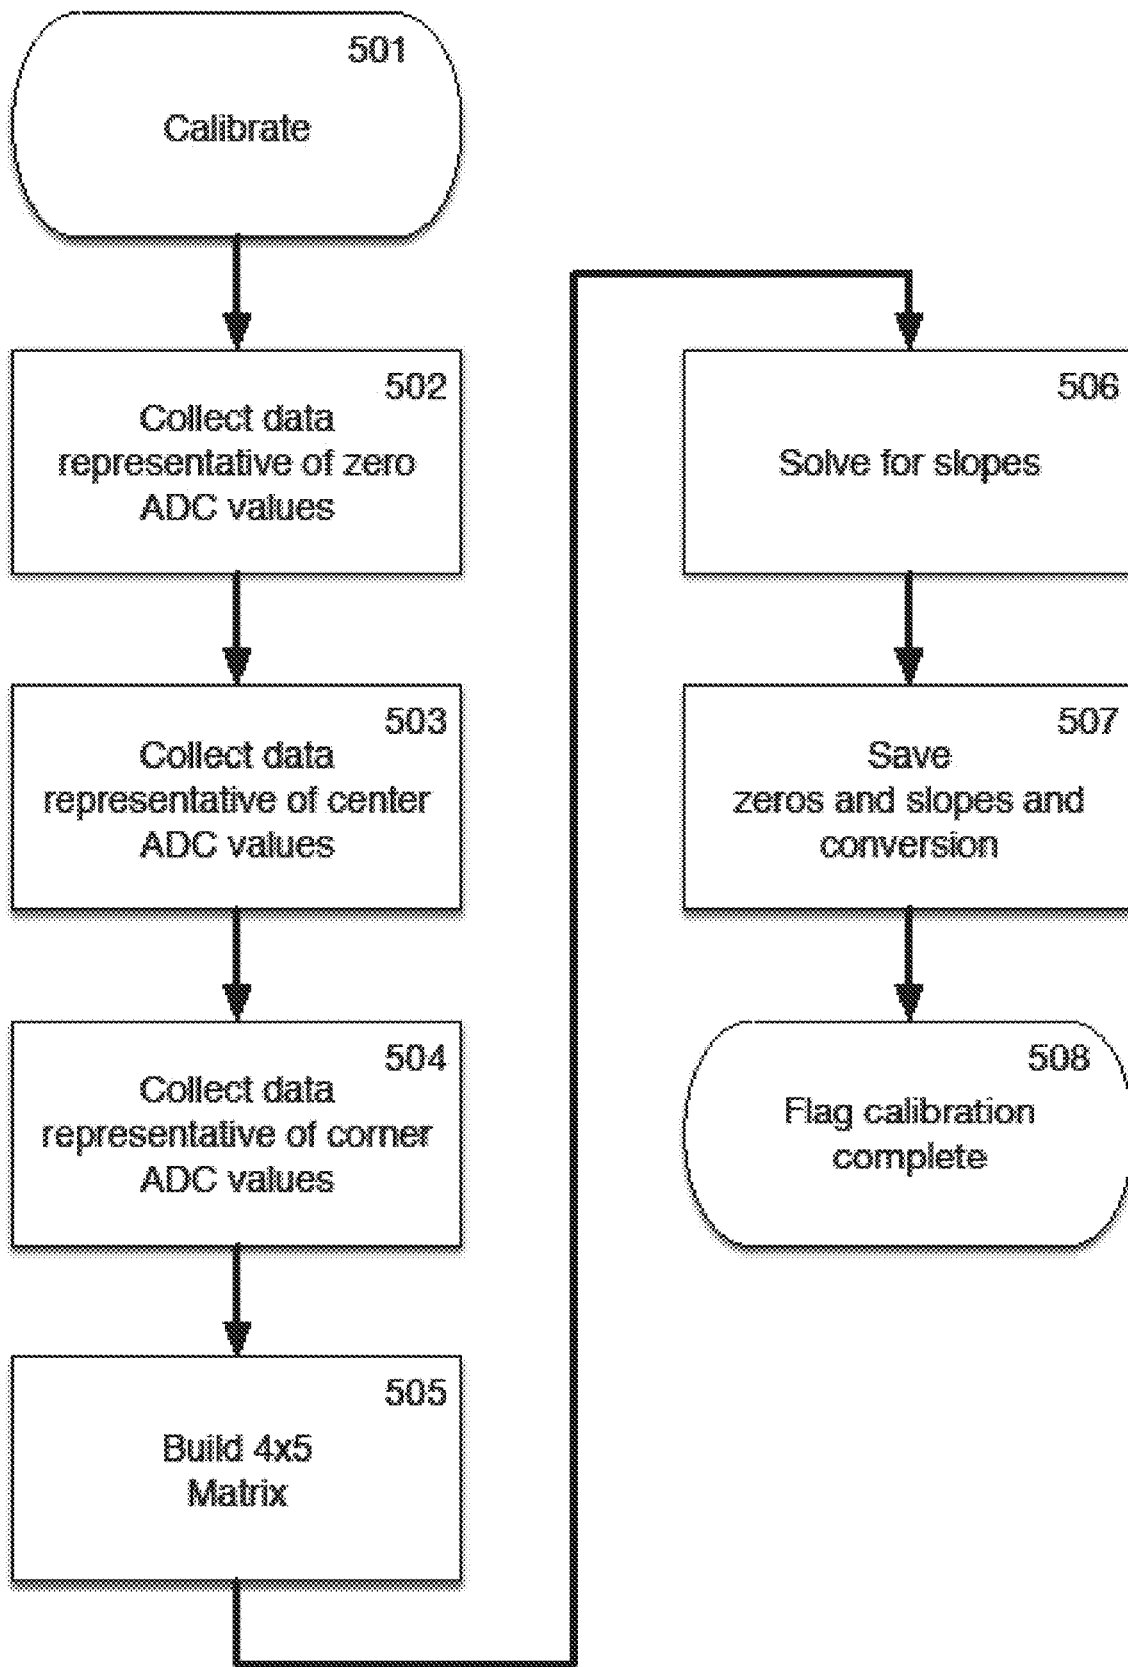 501
Calibrate
502
Collect data
representative of zero
ADC values
503
Collect data
representative of center
ADC values
504
Collect data
representative of corner
ADC values
505
Build 4x5
Matrix
506
Solve for slopes
507
Save
zeros and slopes and
conversion
508
Flag calibration
complete